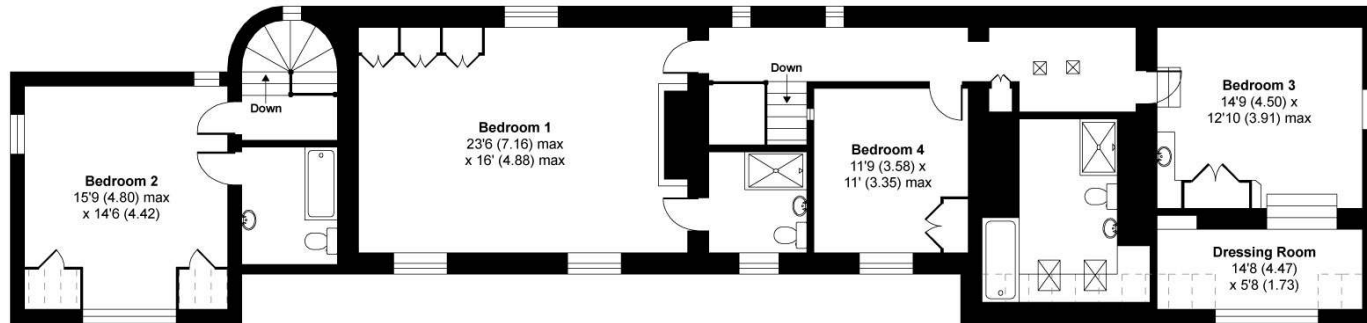 Down
Bedroom 2
15'9 (4.80) max
x 14'6 (4.42)
Bedroom 1
23'6 (7.16) max
x 16' (4.88) max
Down
Bedroom 4
11'9 (3.58) x
11' (3.35) max
Bedroom 3
14'9 (4.50) x
12'10 (3.91) max
Dressing Room
14'8 (4.47)
x 5'8 (1.73)